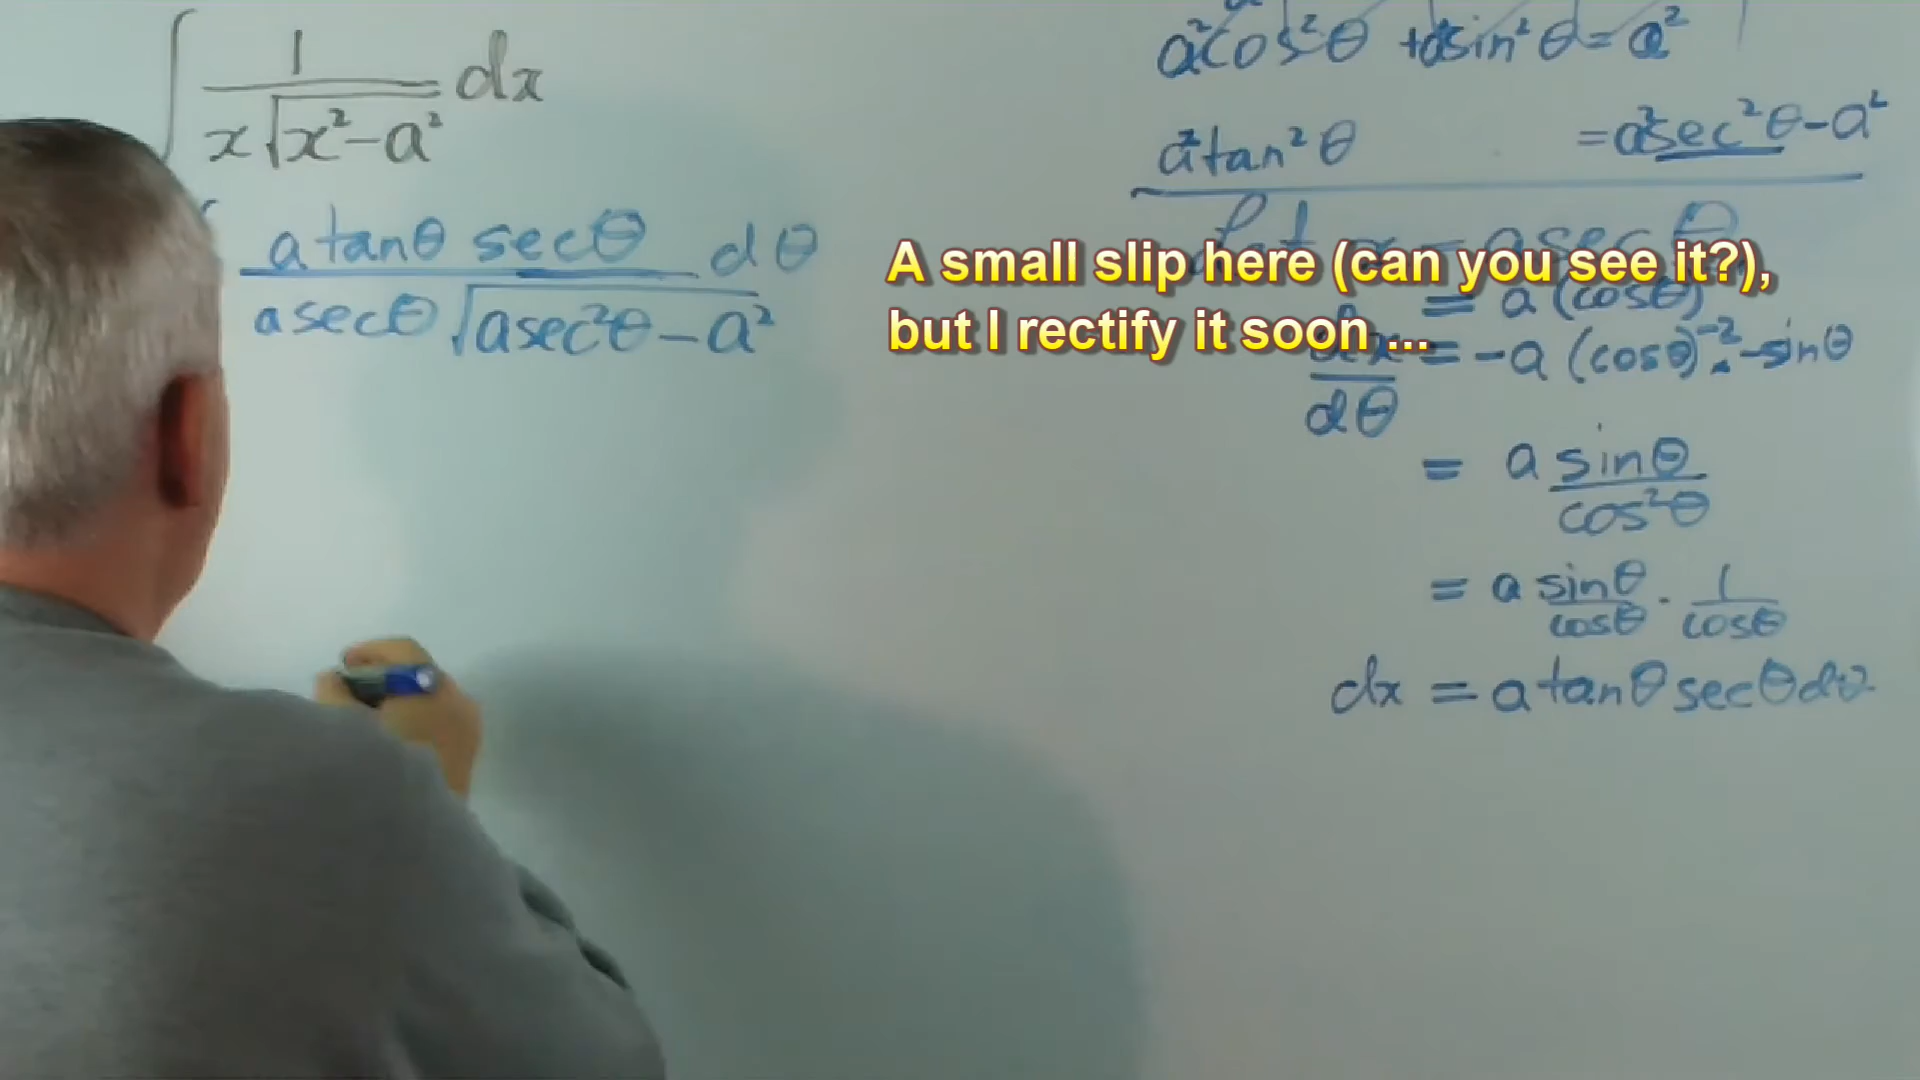 ∫ 1/(x√(x²-a²)) dx
a tanθ secθ dθ
a secθ √(a sec²θ - a²)
a²cos²θ + a²sin²θ = a²
a²tan²θ = a²sec²θ - a²
Let x = a secθ
= a (cosθ)
dx/dθ = -a (cosθ)⁻² · -sinθ
= a sinθ/cos²θ
= a sinθ/cosθ · 1/cosθ
dx = a tanθ secθ dθ
A small slip here (can you see it?),
but I rectify it soon ...